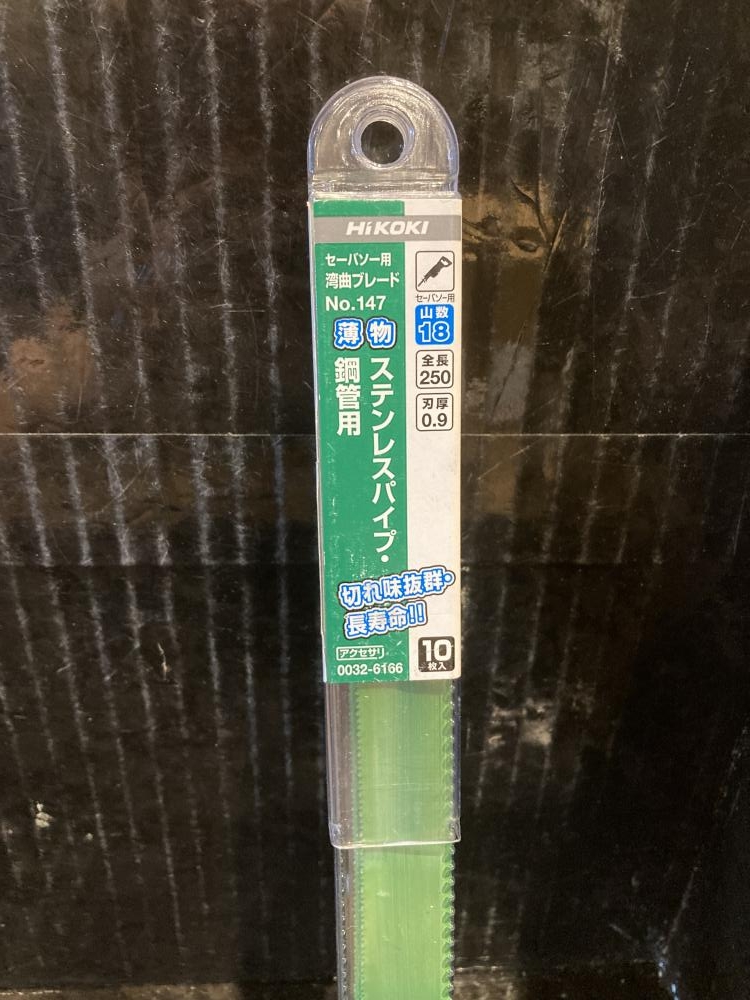 HiKOKI
セーバソー用
湾曲ブレード
No.147
薄物
ステンレスパイプ・
鋼管用
切れ味抜群・
長寿命!!
アクセサリ
0032-6166
セーバソー用
山数
18
全長
250
刃厚
0.9
10
枚入